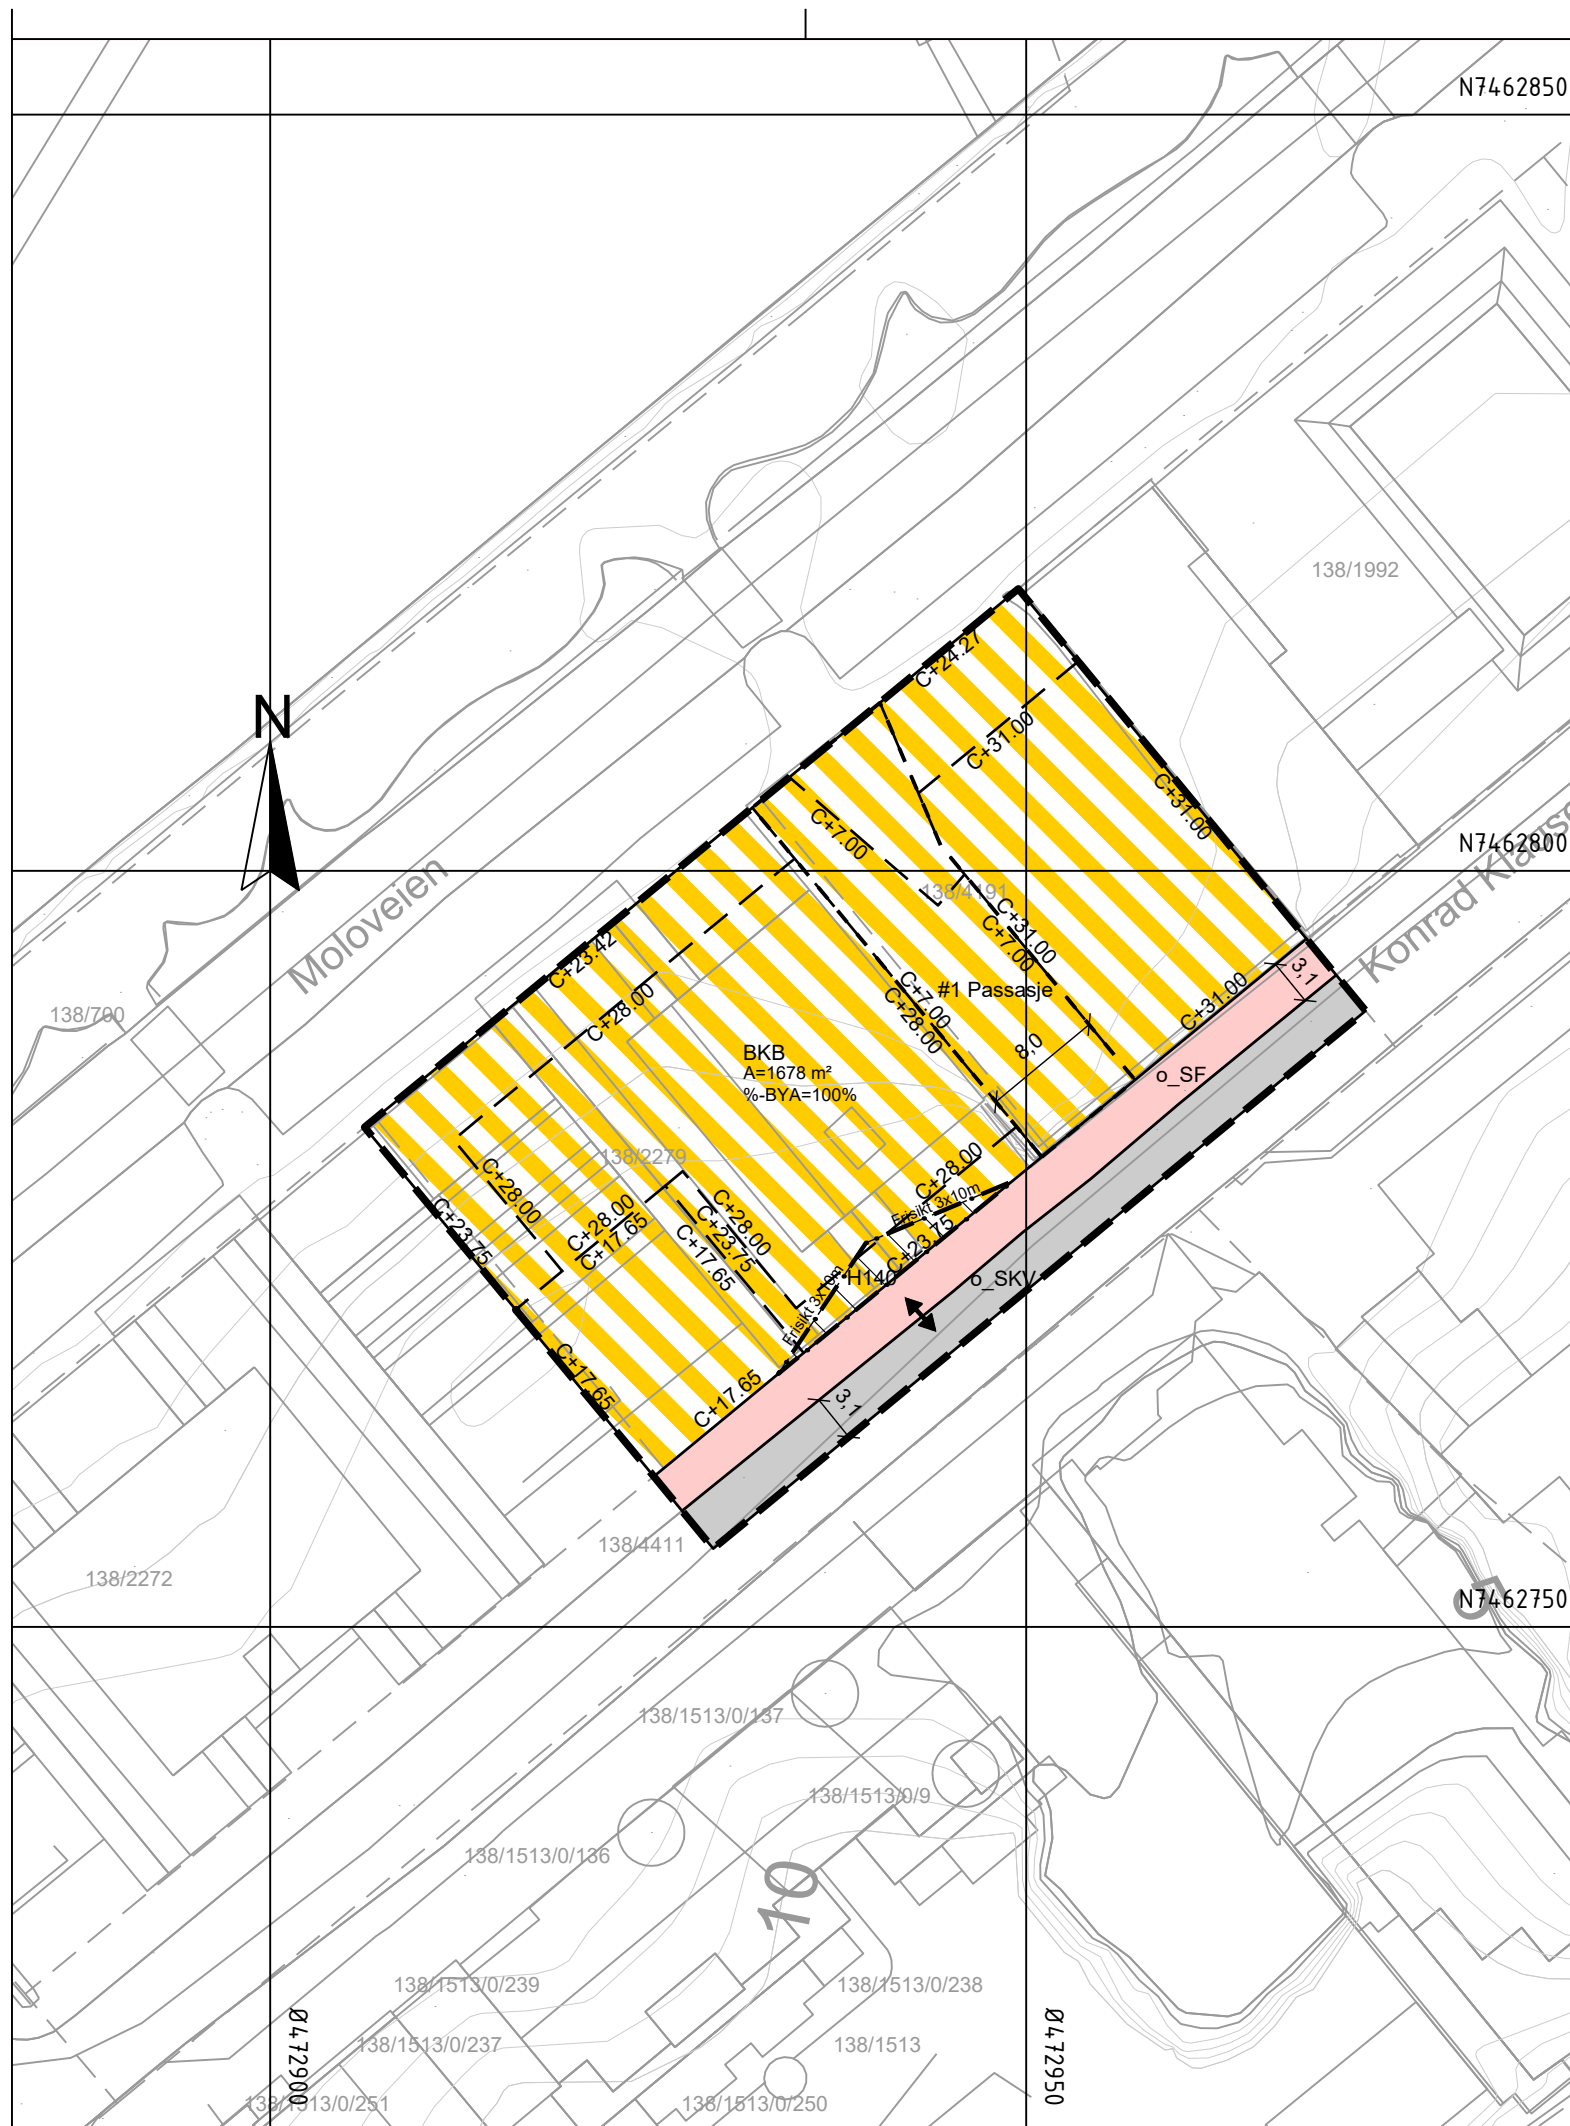 N7462850
138/1992
C+24.27
N
C+31.00
C+31.00
C+7.00
N7462800
Moloveien
138/4191
C+31.00
C+7.00
C+23.42
C+7.00
C+28.00
#1 Passasje
C+28.00
C+31.00
3,1
138/700
8,0
BKB
A=1678 m²
%-BYA=100%
o_SF
138/2279
C+28.00
C+28.00
Frisikt 3x10m
C+23.75
C+28.00
C+17.65
C+28.00
C+23.75
C+17.65
C+23.75
H140
Frisikt 3x10m
o_SKV
C+17.65
C+17.65
3,1
138/4411
138/2272
N7462750
138/1513/0/137
138/1513/0/9
138/1513/0/136
10
138/1513/0/239
138/1513/0/238
138/1513/0/237
138/1513
Ø472900
Ø472950
138/1513/0/251
138/1513/0/250
Konrad